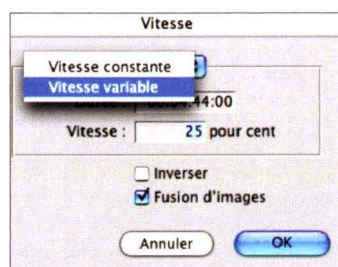 Vitesse
Vitesse constante
Vitesse variable
:44:00
Vitesse : 25 pour cent
Inverser
Fusion d'images
Annuler OK